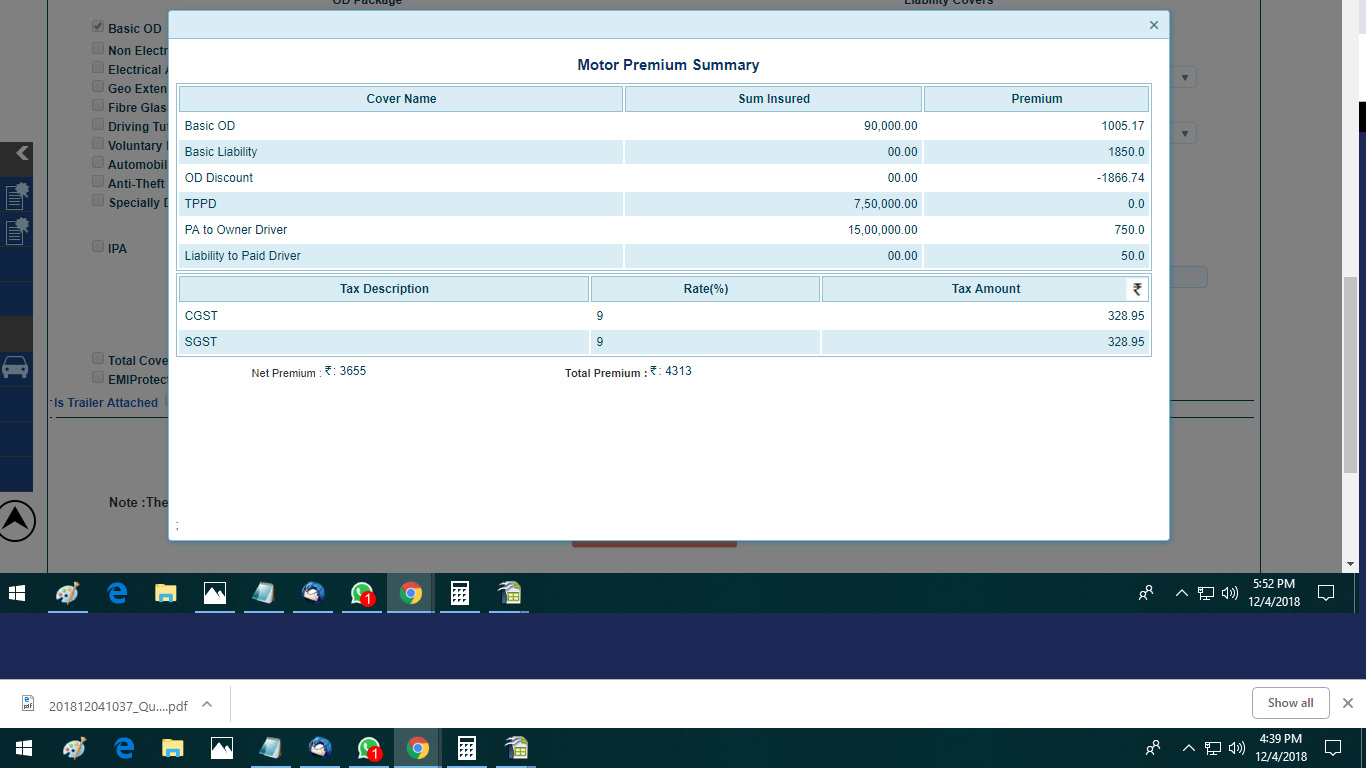 OD Package Liability Covers
Basic OD
Non Electr
Electrical
Geo Exten
Fibre Glas
Driving Tu
Voluntary
Automobil
Anti-Theft
Specially
IPA
Total Cove
EMIProtec
Is Trailer Attached
Note :The
×
Motor Premium Summary
Cover Name Sum Insured Premium
Basic OD 90,000.00 1005.17
Basic Liability 00.00 1850.0
OD Discount 00.00 -1866.74
TPPD 7,50,000.00 0.0
PA to Owner Driver 15,00,000.00 750.0
Liability to Paid Driver 00.00 50.0
Tax Description Rate(%) Tax Amount ₹
CGST 9 328.95
SGST 9 328.95
Net Premium : ₹: 3655 Total Premium : ₹: 4313
;
1
5:52 PM
12/4/2018
201812041037_Qu....pdf Show all ×
1
4:39 PM
12/4/2018